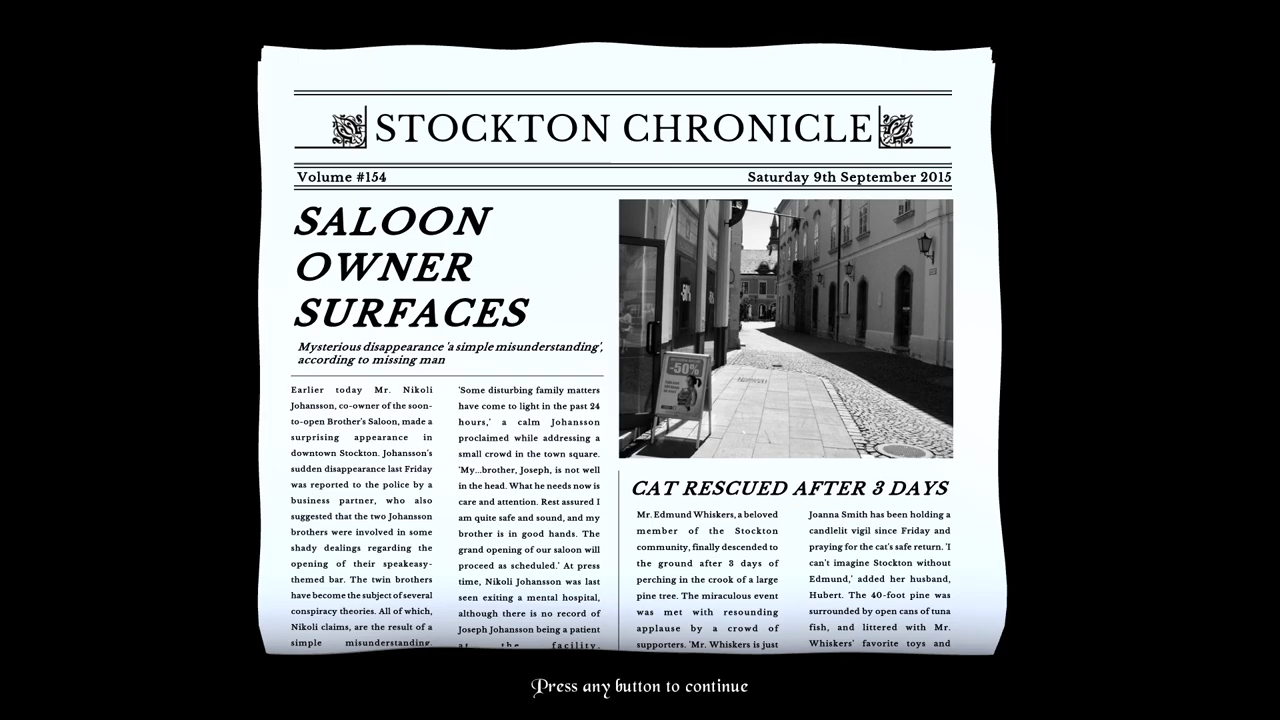 STOCKTON CHRONICLE
Volume #154
Saturday 9th September 2015
SALOON
OWNER
SURFACES
Mysterious disappearance 'a simple misunderstanding',
according to missing man
Earlier today Mr. Nikoli
Johansson, co-owner of the soon-
to-open Brother's Saloon, made a
surprising appearance in
downtown Stockton. Johansson's
sudden disappearance last Friday
was reported to the police by a
business partner, who also
suggested that the two Johansson
brothers were involved in some
shady dealings regarding the
opening of their speakeasy-
themed bar. The twin brothers
have become the subject of several
conspiracy theories. All of which,
Nikoli claims, are the result of a
simple misunderstanding.
'Some disturbing family matters
have come to light in the past 24
hours,' a calm Johansson
proclaimed while addressing a
small crowd in the town square.
'My...brother, Joseph, is not well
in the head. What he needs now is
care and attention. Rest assured I
am quite safe and sound, and my
brother is in good hands. The
grand opening of our saloon will
proceed as scheduled.' At press
time, Nikoli Johansson was last
seen exiting a mental hospital,
although there is no record of
Joseph Johansson being a patient
at the facility.
-50%
CAT RESCUED AFTER 3 DAYS
Mr. Edmund Whiskers, a beloved
member of the Stockton
community, finally descended to
the ground after 3 days of
perching in the crook of a large
pine tree. The miraculous event
was met with resounding
applause by a crowd of
supporters. 'Mr. Whiskers is just
Joanna Smith has been holding a
candlelit vigil since Friday and
praying for the cat's safe return. 'I
can't imagine Stockton without
Edmund,' added her husband,
Hubert. The 40-foot pine was
surrounded by open cans of tuna
fish, and littered with Mr.
Whiskers' favorite toys and
Press any button to continue